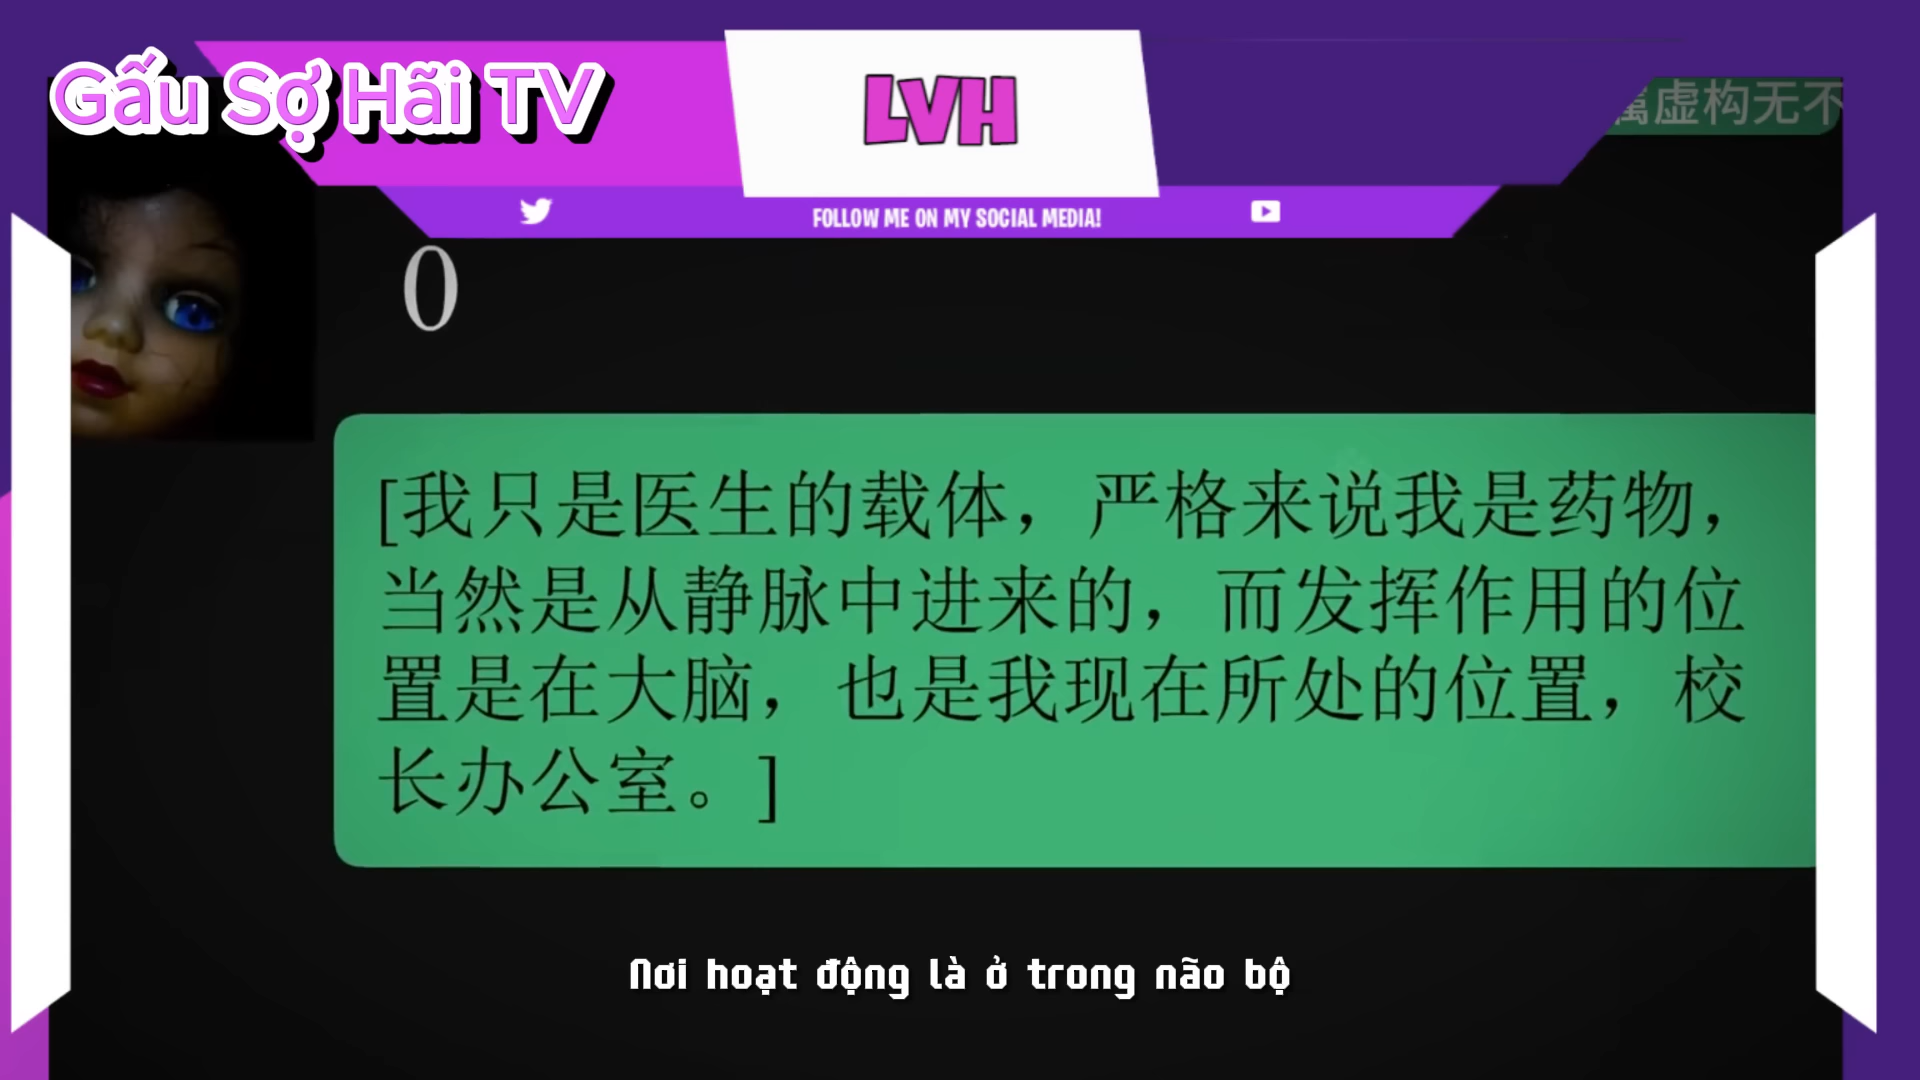 Gấu Sợ Hãi TV
LVH
虚构无不
FOLLOW ME ON MY SOCIAL MEDIA!
0
[我只是医生的载体，严格来说我是药物，
当然是从静脉中进来的，而发挥作用的位
置是在大脑，也是我现在所处的位置，校
长办公室。]
Nơi hoạt động là ở trong não bộ